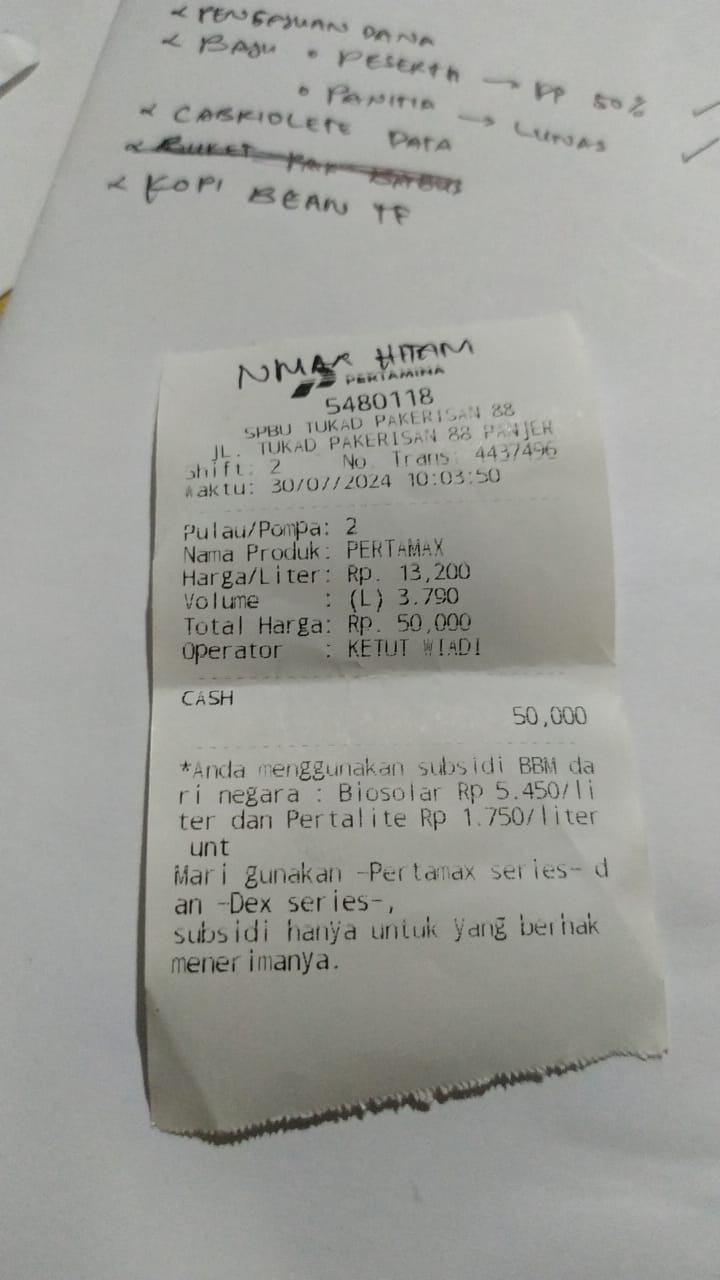 PENGAJUAN DANA
BAJU • PESERTA → DP 50% ✓
• PANITIA → LUNAS ✓
CABRIOLETE DATA
BUKET PAK
KOPI BEAN TF
NMAX HITAM
PERTAMINA
5480118
SPBU TUKAD PAKERISAN 88
JL. TUKAD PAKERISAN 88 PANJER
Shift: 2 No. Trans: 4437496
Waktu: 30/07/2024 10:03:50
Pulau/Pompa: 2
Nama Produk: PERTAMAX
Harga/Liter: Rp. 13,200
Volume : (L) 3.790
Total Harga: Rp. 50,000
Operator : KETUT WIADI
CASH
50,000
*Anda menggunakan subsidi BBM da
ri negara : Biosolar Rp 5.450/li
ter dan Pertalite Rp 1.750/liter
unt
Mari gunakan -Pertamax series- d
an -Dex series-,
subsidi hanya untuk yang berhak
menerimanya.